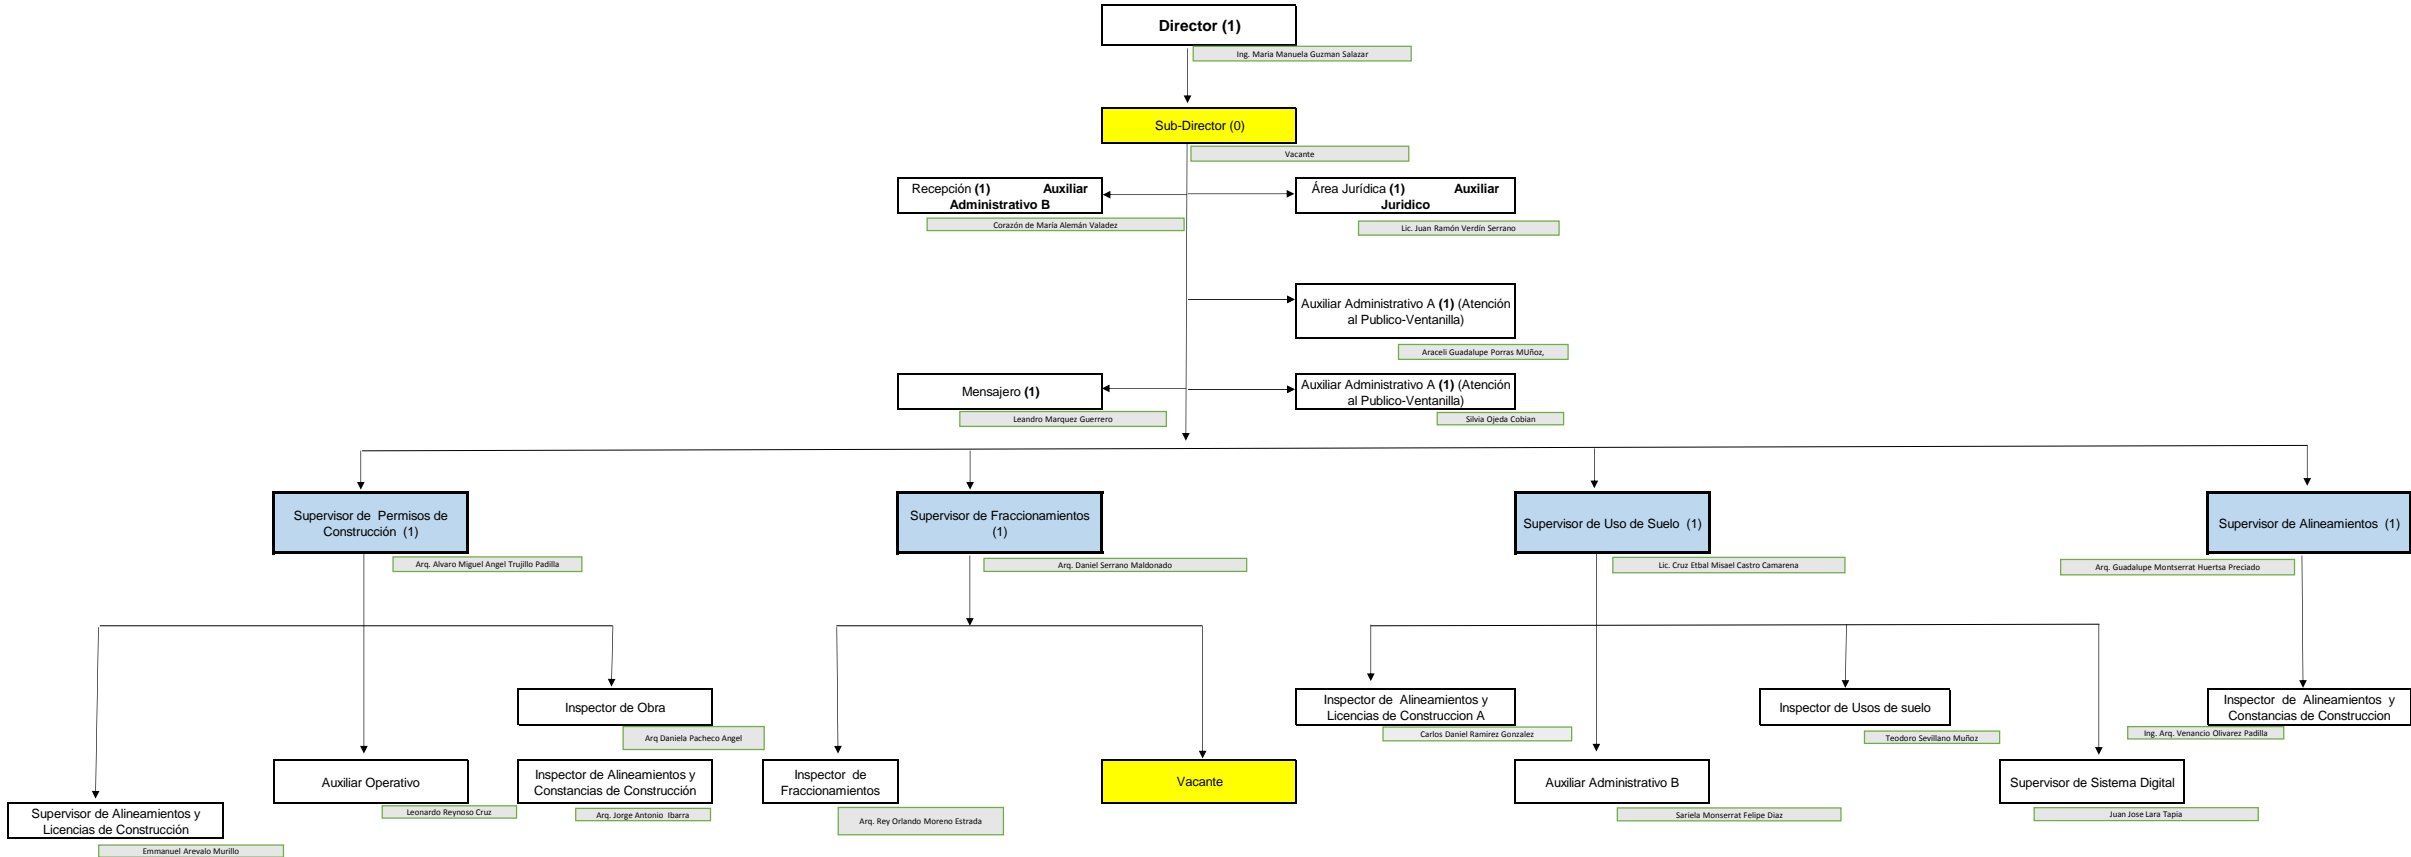 Director (1)
Ing. Maria Manuela Guzman Salazar
Sub-Director (0)
Vacante
Recepción (1) Auxiliar
Administrativo B
Corazón de María Alemán Valadez
Área Jurídica (1) Auxiliar
Juridico
Lic. Juan Ramón Verdín Serrano
Auxiliar Administrativo A (1) (Atención
al Publico-Ventanilla)
Araceli Guadalupe Porras MUñoz,
Mensajero (1)
Leandro Marquez Guerrero
Auxiliar Administrativo A (1) (Atención
al Publico-Ventanilla)
Silvia Ojeda Cobian
Supervisor de Permisos de
Construcción (1)
Arq. Alvaro Miguel Angel Trujillo Padilla
Supervisor de Fraccionamientos
(1)
Arq. Daniel Serrano Maldonado
Supervisor de Uso de Suelo (1)
Lic. Cruz Etbal Misael Castro Camarena
Supervisor de Alineamientos (1)
Arq. Guadalupe Montserrat Huertsa Preciado
Inspector de Obra
Arq Daniela Pacheco Angel
Inspector de Alineamientos y
Licencias de Construccion A
Carlos Daniel Ramirez Gonzalez
Inspector de Usos de suelo
Teodoro Sevillano Muñoz
Inspector de Alineamientos y
Constancias de Construccion
Ing. Arq. Venancio Olivarez Padilla
Supervisor de Alineamientos y
Licencias de Construcción
Emmanuel Arevalo Murillo
Auxiliar Operativo
Leonardo Reynoso Cruz
Inspector de Alineamientos y
Constancias de Construcción
Arq. Jorge Antonio Ibarra
Inspector de
Fraccionamientos
Arq. Rey Orlando Moreno Estrada
Vacante
Auxiliar Administrativo B
Sariela Monserrat Felipe Diaz
Supervisor de Sistema Digital
Juan Jose Lara Tapia